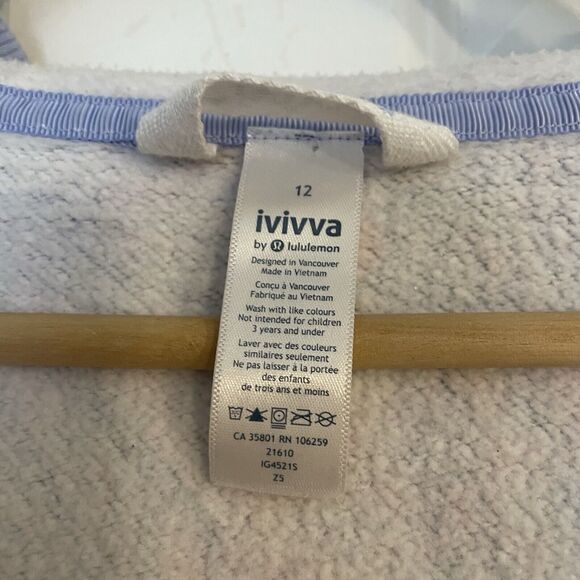 12
ivivva
by lululemon
Designed in Vancouver
Made in Vietnam
Conçu à Vancouver
Fabriqué au Vietnam
Wash with like colours
Not intended for children
3 years and under
Laver avec des couleurs
similaires seulement
Ne pas laisser à la portée
des enfants
de trois ans et moins
CA 35801 RN 106259
21610
IG4521S
Z5